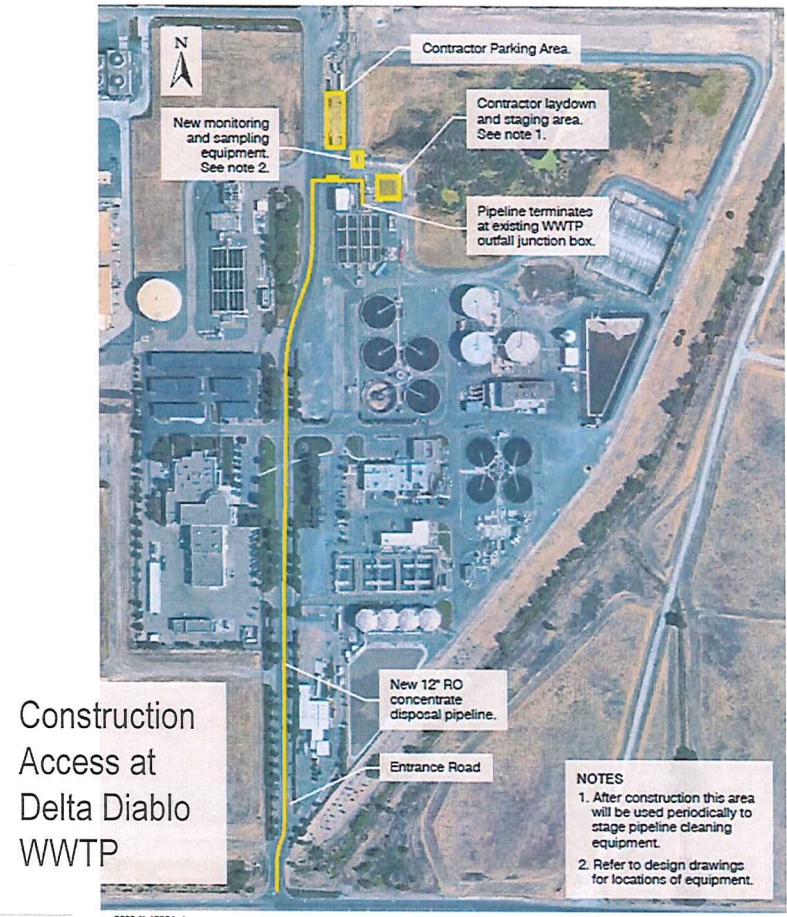 N
Contractor Parking Area.
Contractor laydown
and staging area.
See note 1.
New monitoring
and sampling
equipment.
See note 2.
Pipeline terminates
at existing WWTP
outfall junction box.
New 12" RO
concentrate
disposal pipeline.
Entrance Road
Construction
Access at
Delta Diablo
WWTP
NOTES
1. After construction this area
will be used periodically to
stage pipeline cleaning
equipment.
2. Refer to design drawings
for locations of equipment.